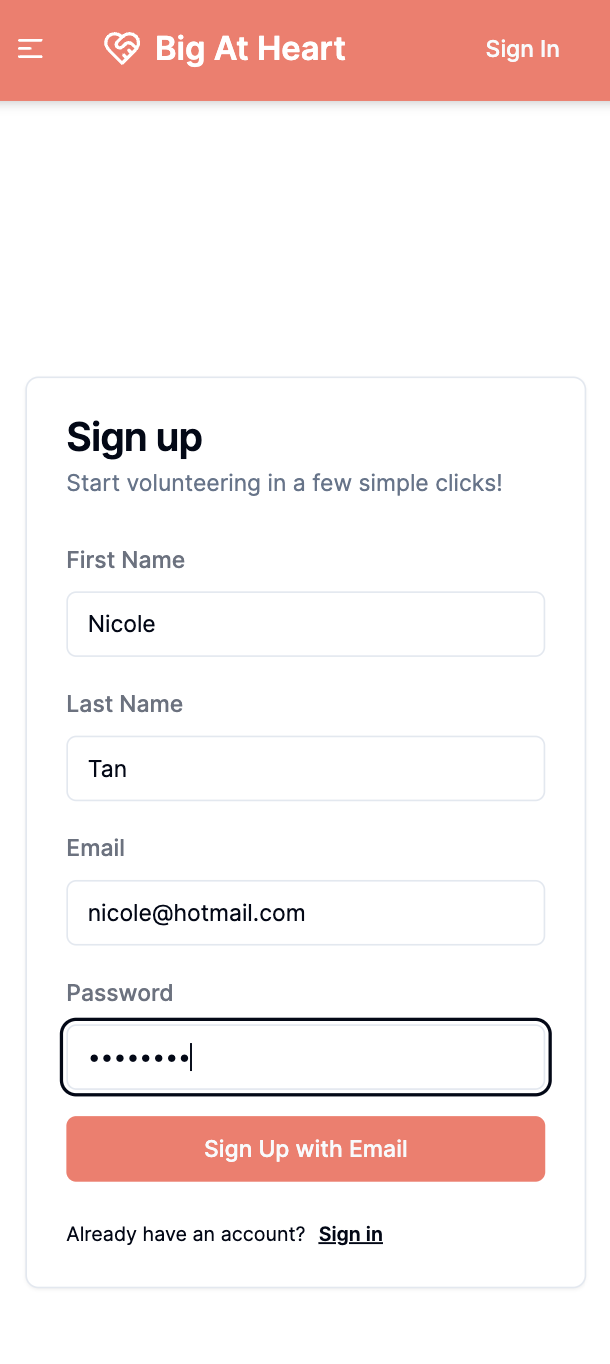 Big At Heart
Sign In
Sign up
Start volunteering in a few simple clicks!
First Name
Nicole
Last Name
Tan
Email
nicole@hotmail.com
Password
••••••••
Sign Up with Email
Already have an account? Sign in